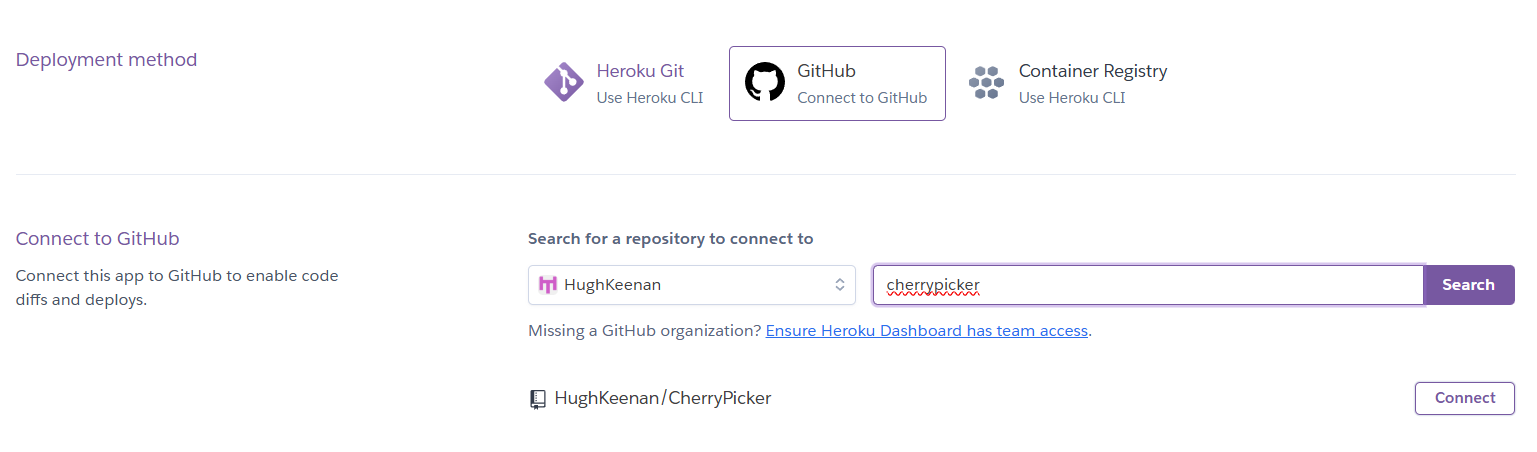 Deployment method
Heroku Git
Use Heroku CLI
GitHub
Connect to GitHub
Container Registry
Use Heroku CLI
Connect to GitHub
Connect this app to GitHub to enable code
diffs and deploys.
Search for a repository to connect to
HughKeenan
cherrypicker
Search
Missing a GitHub organization? Ensure Heroku Dashboard has team access.
HughKeenan/CherryPicker
Connect